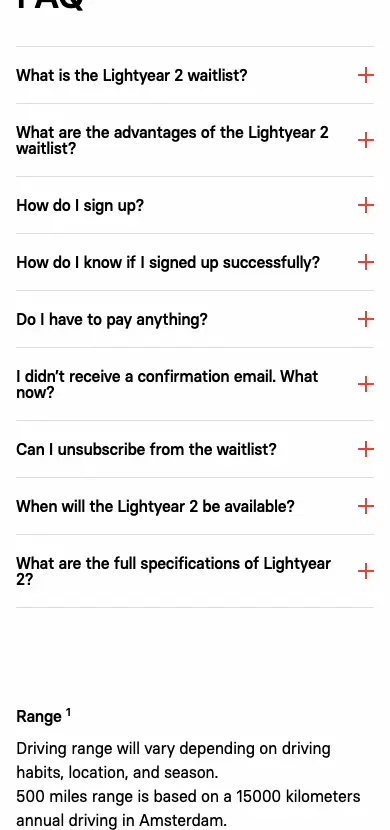 FAQ
What is the Lightyear 2 waitlist?
What are the advantages of the Lightyear 2
waitlist?
How do I sign up?
How do I know if I signed up successfully?
Do I have to pay anything?
I didn't receive a confirmation email. What
now?
Can I unsubscribe from the waitlist?
When will the Lightyear 2 be available?
What are the full specifications of Lightyear
2?
Range ¹
Driving range will vary depending on driving
habits, location, and season.
500 miles range is based on a 15000 kilometers
annual driving in Amsterdam.